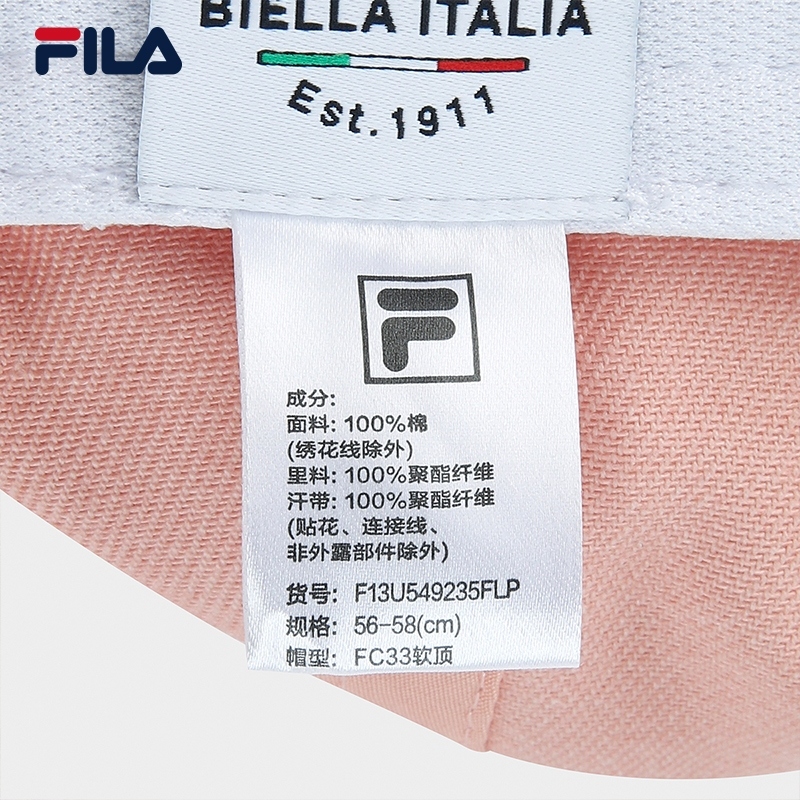 FILA
BIELLA ITALIA
Est.1911
F
成分:
面料: 100%棉
(绣花线除外)
里料: 100%聚酯纤维
汗带: 100%聚酯纤维
(贴花、连接线、
非外露部件除外)
货号: F13U549235FLP
规格: 56-58(cm)
帽型: FC33软顶